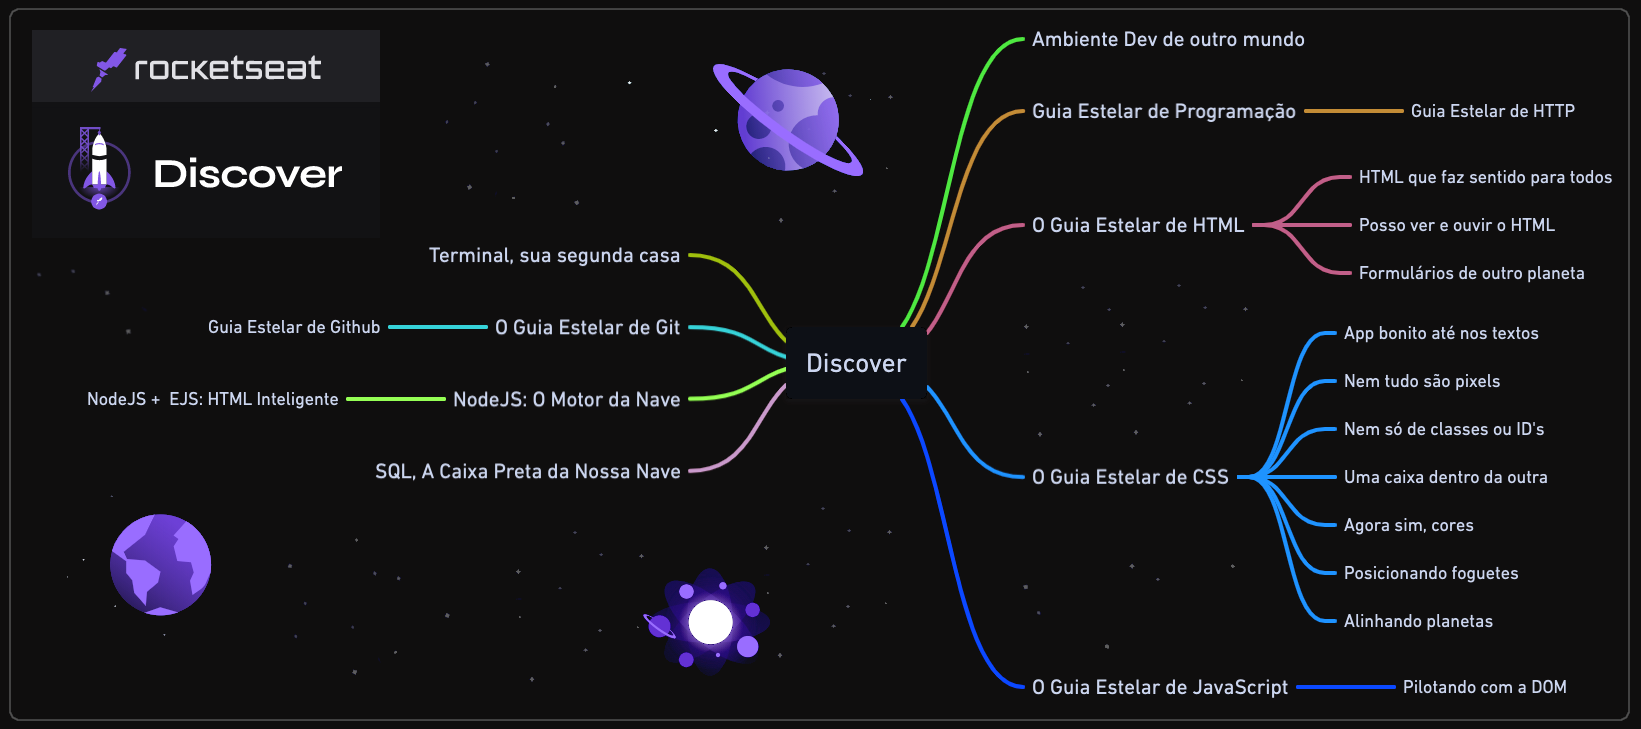 rocketseat
Discover
Terminal, sua segunda casa
Guia Estelar de Github
O Guia Estelar de Git
NodeJS +  EJS: HTML Inteligente
NodeJS: O Motor da Nave
SQL, A Caixa Preta da Nossa Nave
Discover
Ambiente Dev de outro mundo
Guia Estelar de Programação
Guia Estelar de HTTP
O Guia Estelar de HTML
HTML que faz sentido para todos
Posso ver e ouvir o HTML
Formulários de outro planeta
O Guia Estelar de CSS
App bonito até nos textos
Nem tudo são pixels
Nem só de classes ou ID's
Uma caixa dentro da outra
Agora sim, cores
Posicionando foguetes
Alinhando planetas
O Guia Estelar de JavaScript
Pilotando com a DOM